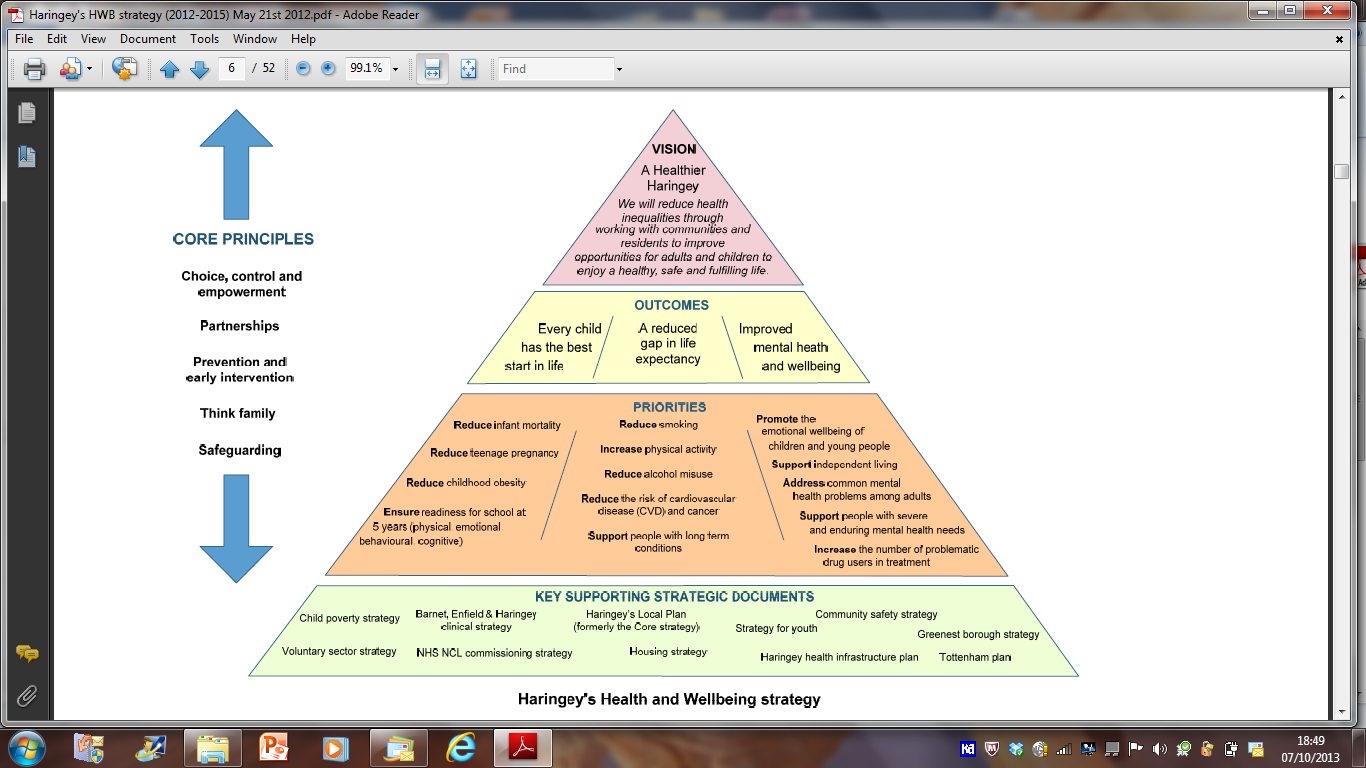 Haringey's HWB strategy (2012-2015) May 21st 2012.pdf - Adobe Reader
File Edit View Document Tools Window Help
6 / 52 99.1% Find
CORE PRINCIPLES
Choice, control and
empowerment
Partnerships
Prevention and
early intervention
Think family
Safeguarding
VISION
A Healthier
Haringey
We will reduce health
inequalities through
working with communities and
residents to improve
opportunities for adults and children to
enjoy a healthy, safe and fulfilling life.
OUTCOMES
Every child
has the best
start in life
A reduced
gap in life
expectancy
Improved
mental heath
and wellbeing
PRIORITIES
Reduce infant mortality
Reduce teenage pregnancy
Reduce childhood obesity
Ensure readiness for school at
5 years (physical emotional
behavioural, cognitive)
Reduce smoking
Increase physical activity
Reduce alcohol misuse
Reduce the risk of cardiovascular
disease (CVD) and cancer
Support people with long term
conditions
Promote the
emotional wellbeing of
children and young people
Support independent living
Address common mental
health problems among adults
Support people with severe
and enduring mental health needs
Increase the number of problematic
drug users in treatment
KEY SUPPORTING STRATEGIC DOCUMENTS
Child poverty strategy
Voluntary sector strategy
Barnet, Enfield & Haringey
clinical strategy
NHS NCL commissioning strategy
Haringey's Local Plan
(formerly the Core strategy)
Housing strategy
Strategy for youth
Community safety strategy
Greenest borough strategy
Haringey health infrastructure plan
Tottenham plan
Haringey's Health and Wellbeing strategy
18:49
07/10/2013